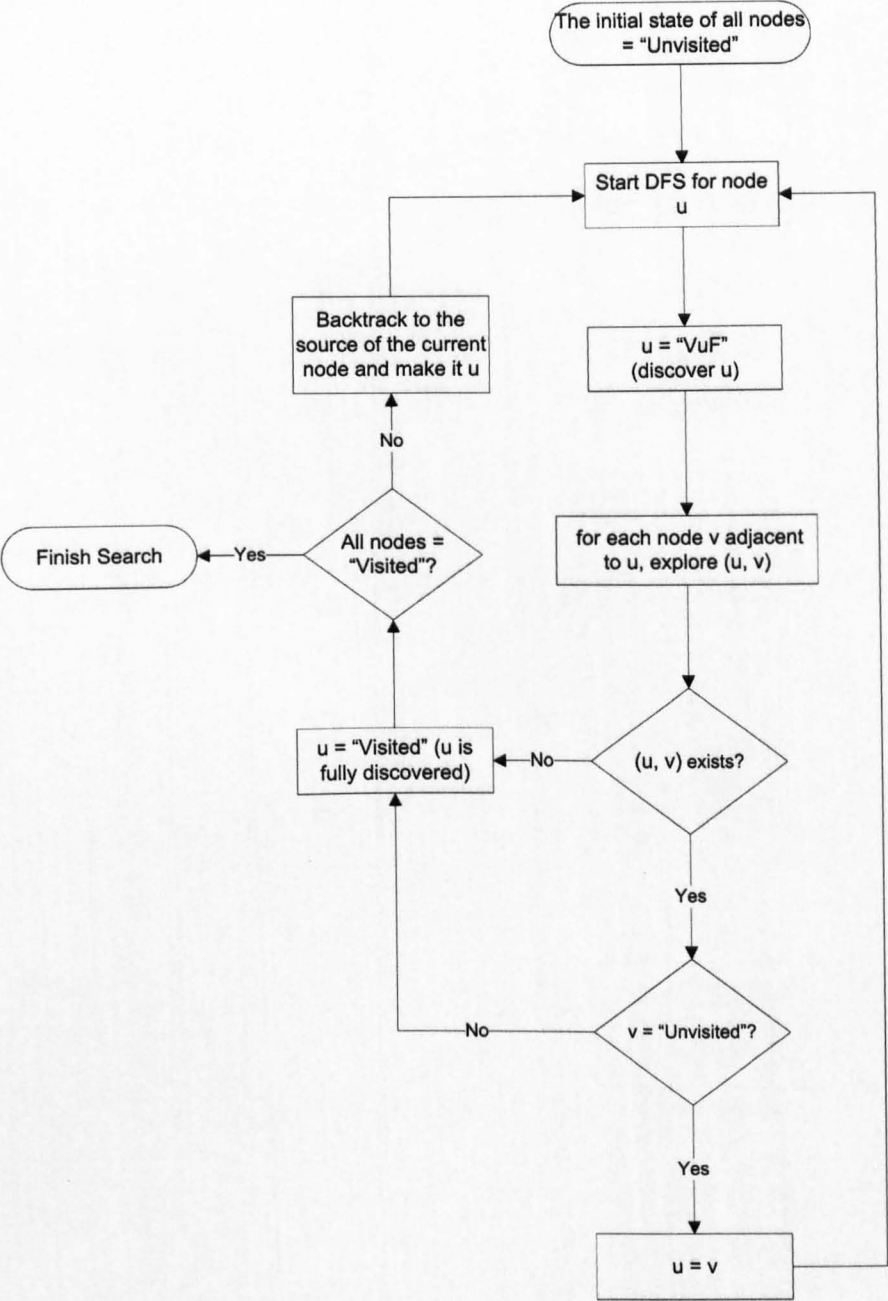 The initial state of all nodes
= “Unvisited”
Start DFS for node
u
Backtrack to the
source of the current
node and make it u
u = “VuF”
(discover u)
No
for each node v adjacent
to u, explore (u, v)
All nodes =
“Visited”?
Yes
Finish Search
u = “Visited” (u is
fully discovered)
No
(u, v) exists?
Yes
v = “Unvisited”?
No
Yes
u = v